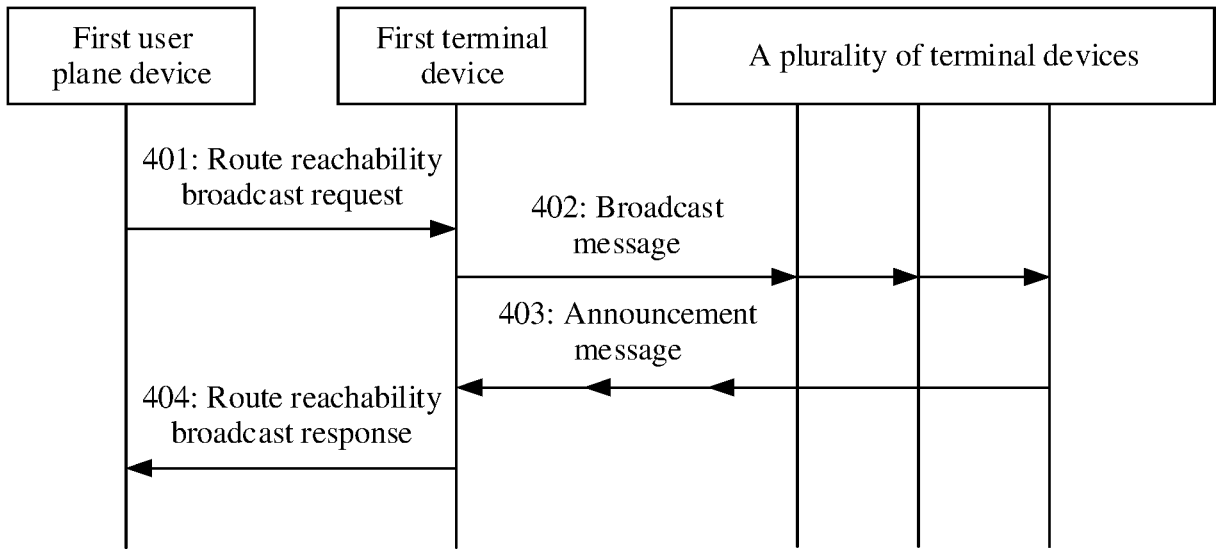 First user
plane device
First terminal
device
A plurality of terminal devices
401: Route reachability
broadcast request
402: Broadcast
message
403: Announcement
message
404: Route reachability
broadcast response